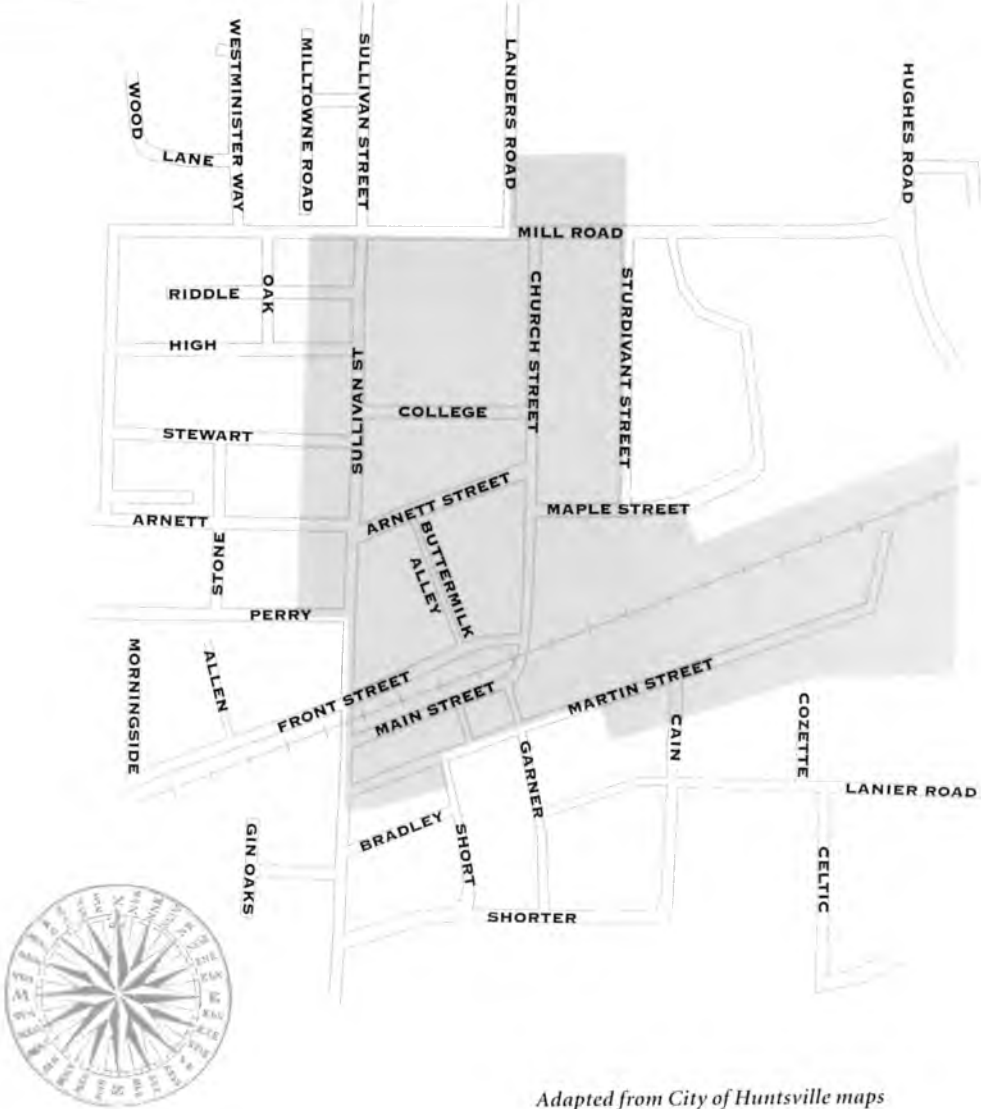 WESTMINISTER WAY
MILLTOWNE ROAD
SULLIVAN STREET
LANDERS ROAD
HUGHES ROAD
WOOD
LANE
MILL ROAD
OAK
RIDDLE
HIGH
SULLIVAN ST
CHURCH STREET
STURDIVANT STREET
COLLEGE
STEWART
ARNETT STREET
MAPLE STREET
ARNETT
BUTTERMILK
ALLEY
STONE
PERRY
MORNINGSIDE
ALLEN
FRONT STREET
MAIN STREET
MARTIN STREET
GARNER
CAIN
COZETTE
LANIER ROAD
BRADLEY
SHORT
GIN OAKS
CELTIC
SHORTER
N
E
S
W
Adapted from City of Huntsville maps